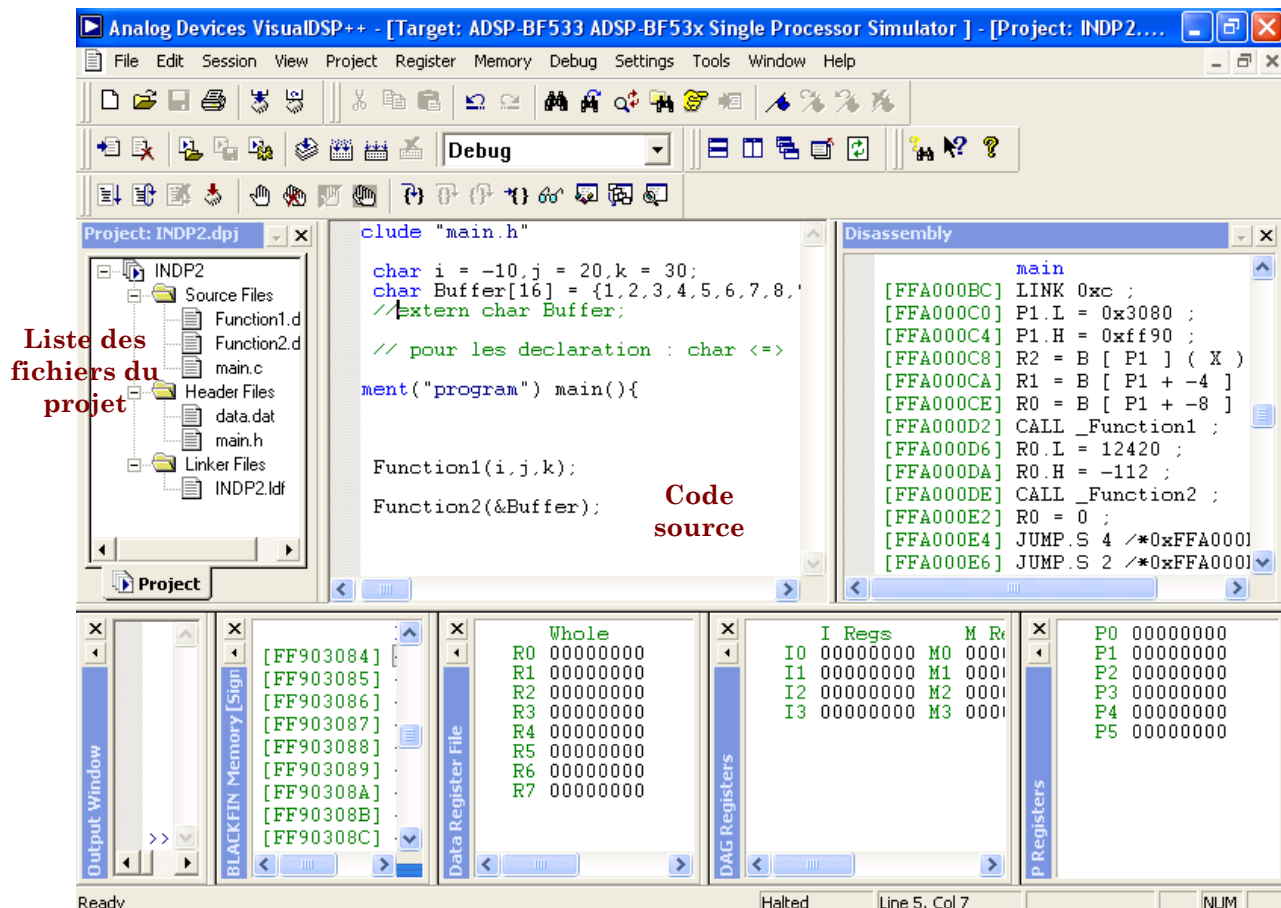 Analog Devices VisualDSP++ - [Target: ADSP-BF533 ADSP-BF53x Single Processor Simulator ] - [Project: INDP2....
File Edit Session View Project Register Memory Debug Settings Tools Window Help
Debug
Project: INDP2.dpj
INDP2
Source Files
Function1.d
Function2.d
main.c
Header Files
data.dat
main.h
Linker Files
INDP2.ldf
Project
Liste des
fichiers du
projet
clude "main.h"
char i = -10,j = 20,k = 30;
char Buffer[16] = {1,2,3,4,5,6,7,8,
//extern char Buffer;
// pour les declaration : char <=>
ment("program") main(){
Function1(i,j,k);
Function2(&Buffer);
Code
source
Disassembly
main
[FFA000BC] LINK 0xc ;
[FFA000C0] P1.L = 0x3080 ;
[FFA000C4] P1.H = 0xff90 ;
[FFA000C8] R2 = B [ P1 ] ( X )
[FFA000CA] R1 = B [ P1 + -4 ]
[FFA000CE] R0 = B [ P1 + -8 ]
[FFA000D2] CALL _Function1 ;
[FFA000D6] R0.L = 12420 ;
[FFA000DA] R0.H = -112 ;
[FFA000DE] CALL _Function2 ;
[FFA000E2] R0 = 0 ;
[FFA000E4] JUMP.S 4 /*0xFFA000
[FFA000E6] JUMP.S 2 /*0xFFA000
Output Window
>>
BLACKFIN Memory [Sign
[FF903084]
[FF903085]
[FF903086]
[FF903087]
[FF903088]
[FF903089]
[FF90308A]
[FF90308B]
[FF90308C]
Data Register File
Whole
R0 00000000
R1 00000000
R2 00000000
R3 00000000
R4 00000000
R5 00000000
R6 00000000
R7 00000000
DAG Registers
I Regs M Re
I0 00000000 M0 000
I1 00000000 M1 000
I2 00000000 M2 000
I3 00000000 M3 000
P Registers
P0 00000000
P1 00000000
P2 00000000
P3 00000000
P4 00000000
P5 00000000
Ready Halted Line 5, Col 7 NUM